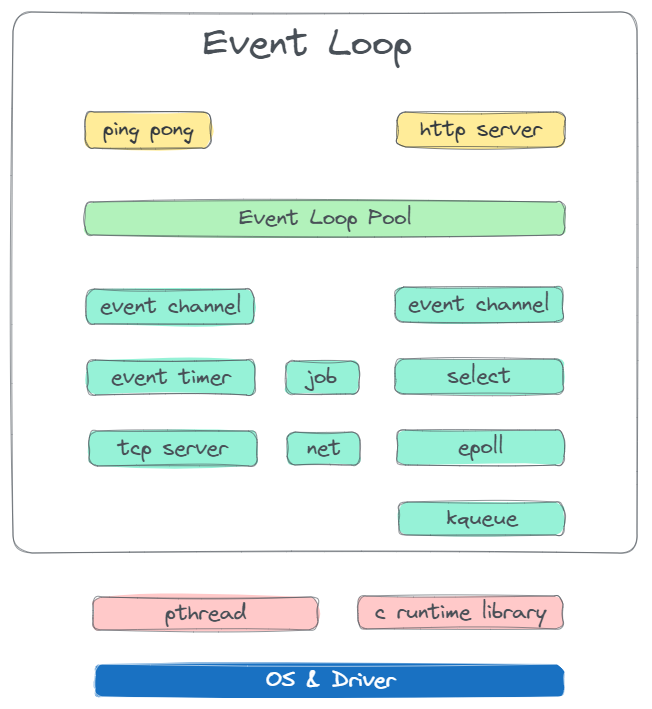 Event Loop
ping pong
http server
Event Loop Pool
event channel
event channel
event timer
job
select
tcp server
net
epoll
kqueue
pthread
c runtime library
OS & Driver